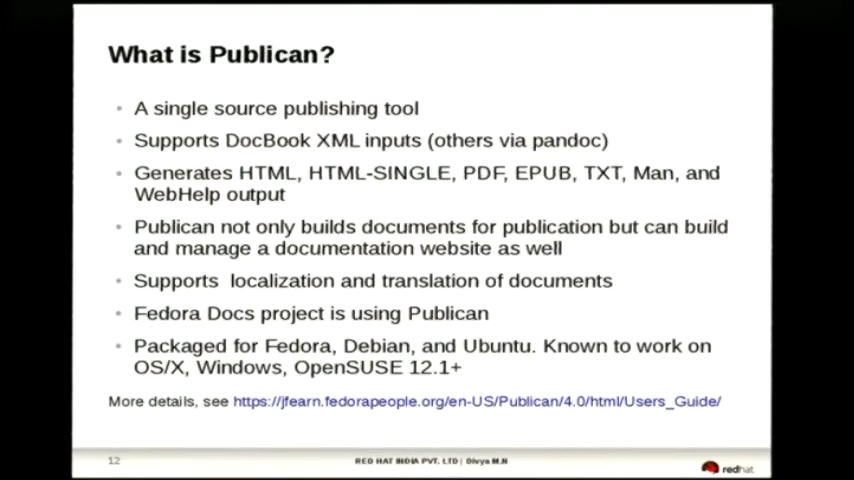 What is Publican?
A single source publishing tool
Supports DocBook XML inputs (others via pandoc)
Generates HTML, HTML-SINGLE, PDF, EPUB, TXT, Man, and
WebHelp output
Publican not only builds documents for publication but can build
and manage a documentation website as well
Supports localization and translation of documents
Fedora Docs project is using Publican
Packaged for Fedora, Debian, and Ubuntu. Known to work on
OS/X, Windows, OpenSUSE 12.1+
More details, see https://jfearn.fedorapeople.org/en-US/Publican/4.0/html/Users_Guide/
12
RED HAT INDIA PVT. LTD | Divya M.N
redhat